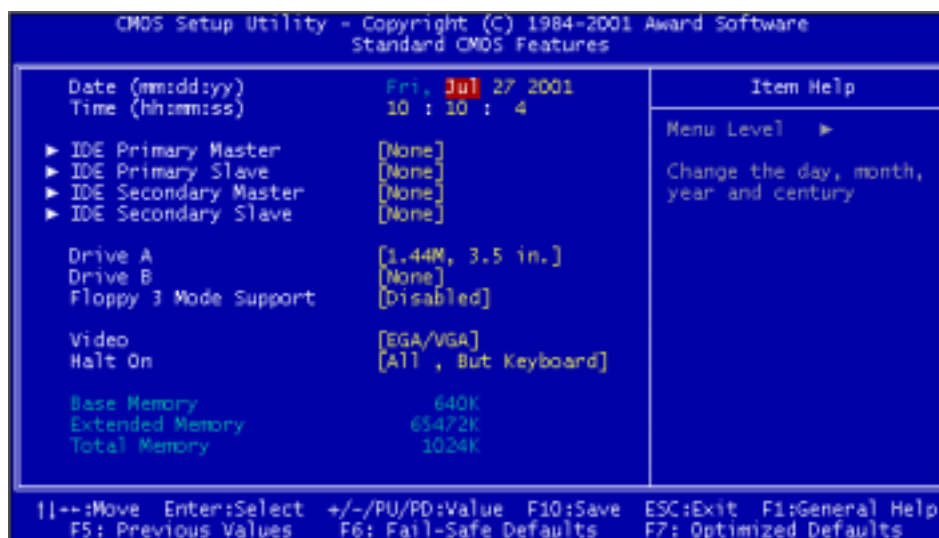 CMOS Setup Utility - Copyright (C) 1984-2001 Award Software
Standard CMOS Features
Date (mm:dd:yy) Fri, Jul 27 2001
Time (hh:mm:ss) 10 : 10 : 4
► IDE Primary Master [None]
► IDE Primary Slave [None]
► IDE Secondary Master [None]
► IDE Secondary Slave [None]
Drive A [1.44M, 3.5 in.]
Drive B [None]
Floppy 3 Mode Support [Disabled]
Video [EGA/VGA]
Halt On [All , But Keyboard]
Base Memory 640K
Extended Memory 65472K
Total Memory 1024K
Item Help
Menu Level ►
Change the day, month,
year and century
↑↓→←:Move Enter:Select +/-/PU/PD:Value F10:Save ESC:Exit F1:General Help
F5: Previous Values F6: Fail-Safe Defaults F7: Optimized Defaults